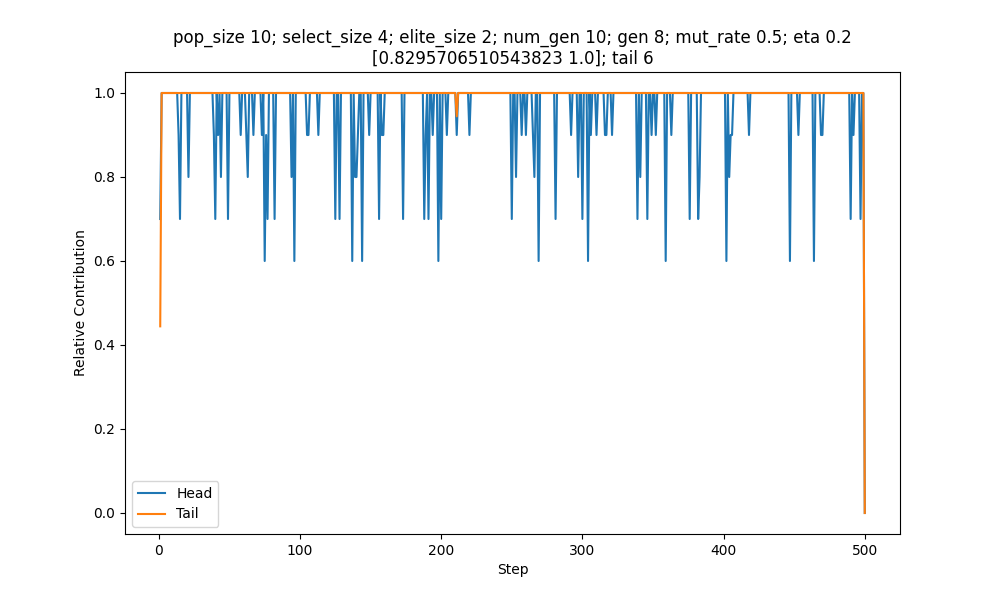 pop_size 10; select_size 4; elite_size 2; num_gen 10; gen 8; mut_rate 0.5; eta 0.2
[0.8295706510543823 1.0]; tail 6
Relative Contribution
1.0
0.8
0.6
0.4
0.2
0.0
Head
Tail
0
100
200
300
400
500
Step